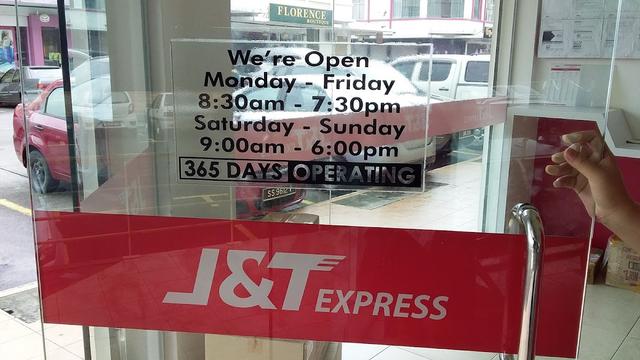 FLORENCE
BOUTIQUE
We're Open
Monday - Friday
8:30am - 7:30pm
Saturday - Sunday
9:00am - 6:00pm
365 DAYS OPERATING
J&T EXPRESS